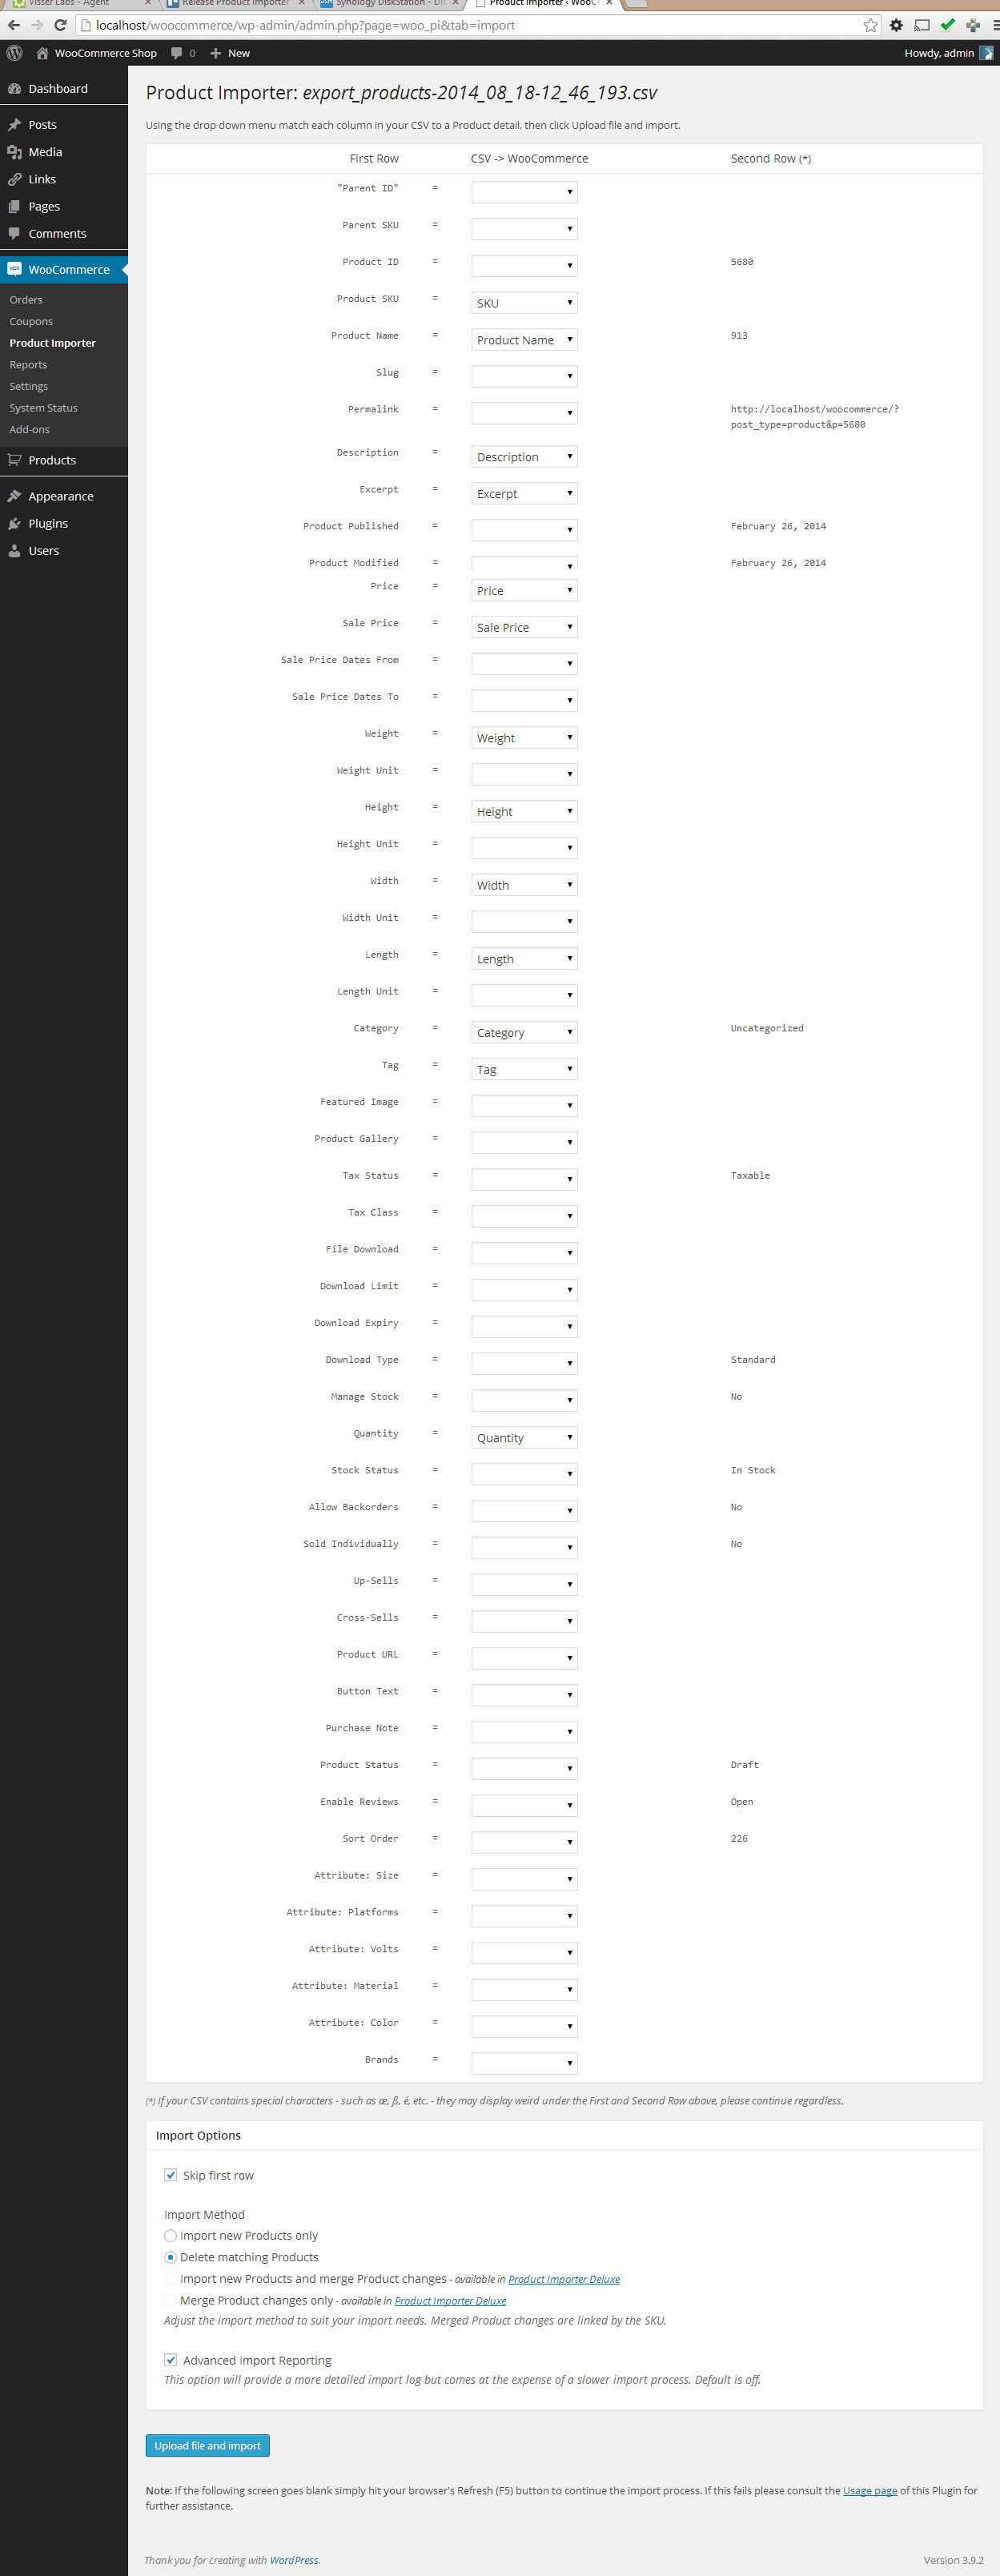 Visser Labs - Agent
Release Product Importer
Synology DiskStation - Di
Product Importer ‹ WooC
localhost/woocommerce/wp-admin/admin.php?page=woo_pi&tab=import
WooCommerce Shop 0 + New Howdy, admin
Dashboard
Posts
Media
Links
Pages
Comments
WooCommerce
Orders
Coupons
Product Importer
Reports
Settings
System Status
Add-ons
Products
Appearance
Plugins
Users
Product Importer: export_products-2014_08_18-12_46_193.csv
Using the drop down menu match each column in your CSV to a Product detail, then click Upload file and import.
First Row CSV -> WooCommerce Second Row (*)
"Parent ID" =
Parent SKU =
Product ID = 5680
Product SKU = SKU
Product Name = Product Name 913
Slug =
Permalink = http://localhost/woocommerce/?
post_type=product&p=5680
Description = Description
Excerpt = Excerpt
Product Published = February 26, 2014
Product Modified = February 26, 2014
Price = Price
Sale Price = Sale Price
Sale Price Dates From =
Sale Price Dates To =
Weight = Weight
Weight Unit =
Height = Height
Height Unit =
Width = Width
Width Unit =
Length = Length
Length Unit =
Category = Category Uncategorized
Tag = Tag
Featured Image =
Product Gallery =
Tax Status = Taxable
Tax Class =
File Download =
Download Limit =
Download Expiry =
Download Type = Standard
Manage Stock = No
Quantity = Quantity
Stock Status = In Stock
Allow Backorders = No
Sold Individually = No
Up-Sells =
Cross-Sells =
Product URL =
Button Text =
Purchase Note =
Product Status = Draft
Enable Reviews = Open
Sort Order = 226
Attribute: Size =
Attribute: Platforms =
Attribute: Volts =
Attribute: Material =
Attribute: Color =
Brands =
(*) If your CSV contains special characters - such as æ, ß, é, etc. - they may display weird under the First and Second Row above, please continue regardless.
Import Options
Skip first row
Import Method
Import new Products only
Delete matching Products
Import new Products and merge Product changes - available in Product Importer Deluxe
Merge Product changes only - available in Product Importer Deluxe
Adjust the import method to suit your import needs. Merged Product changes are linked by the SKU.
Advanced Import Reporting
This option will provide a more detailed import log but comes at the expense of a slower import process. Default is off.
Upload file and import
Note: If the following screen goes blank simply hit your browser's Refresh (F5) button to continue the import process. If this fails please consult the Usage page of this Plugin for
further assistance.
Thank you for creating with WordPress. Version 3.9.2